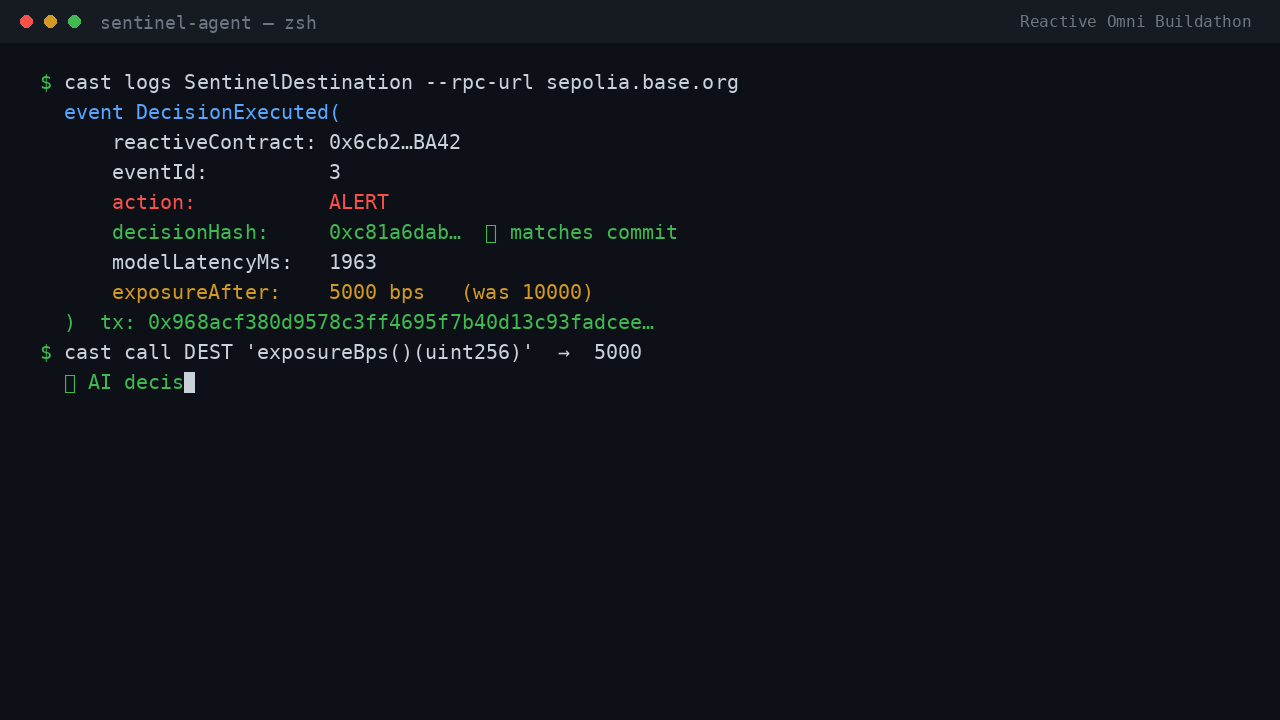 sentinel-agent — zsh
Reactive Omni Buildathon
$ cast logs SentinelDestination --rpc-url sepolia.base.org
event DecisionExecuted(
reactiveContract: 0x6cb2…BA42
eventId: 3
action: ALERT
decisionHash: 0xc81a6dab… ▯ matches commit
modelLatencyMs: 1963
exposureAfter: 5000 bps (was 10000)
) tx: 0x968acf380d9578c3ff4695f7b40d13c93fadcee…
$ cast call DEST 'exposureBps()(uint256)' → 5000
▯ AI decis